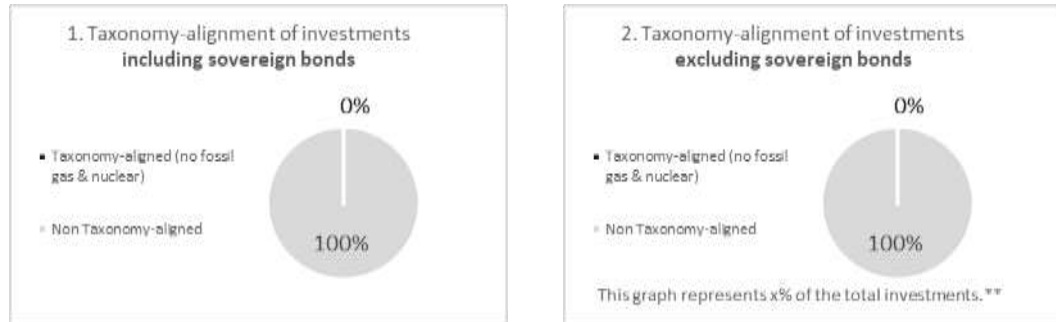 1. Taxonomy-alignment of investments
including sovereign bonds
0%
Taxonomy-aligned (no fossil
gas & nuclear)
Non Taxonomy-aligned
100%
2. Taxonomy-alignment of investments
excluding sovereign bonds
0%
Taxonomy-aligned (no fossil
gas & nuclear)
Non Taxonomy-aligned
100%
This graph represents x% of the total investments.**